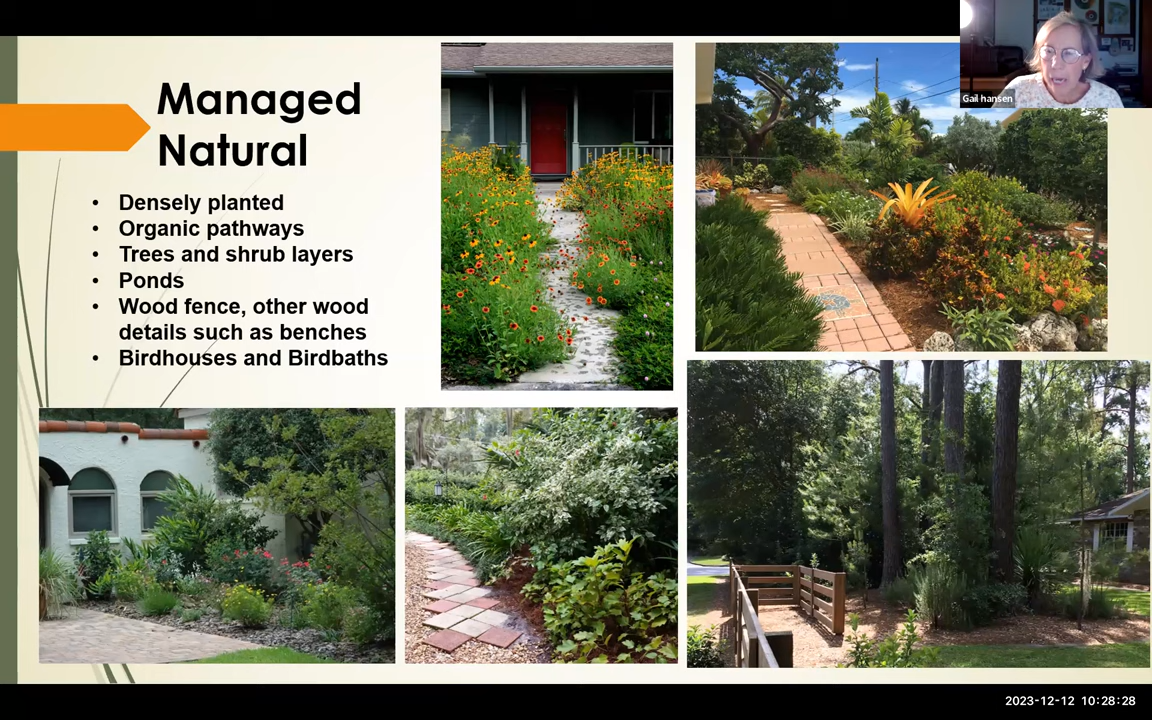 Managed
Natural
• Densely planted
• Organic pathways
• Trees and shrub layers
• Ponds
• Wood fence, other wood
details such as benches
• Birdhouses and Birdbaths
Gail hansen
2023-12-12 10:28:28